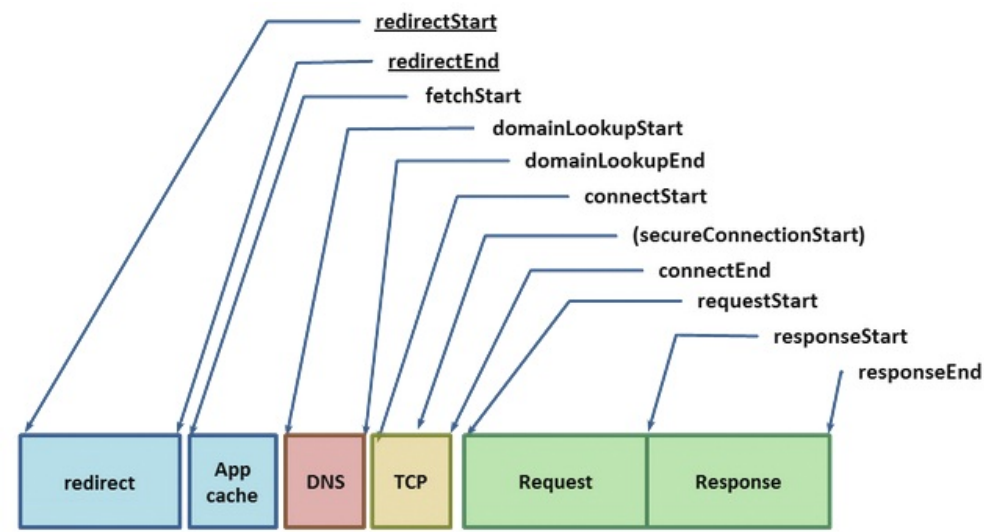 redirectStart
redirectEnd
fetchStart
domainLookupStart
domainLookupEnd
connectStart
(secureConnectionStart)
connectEnd
requestStart
responseStart
responseEnd
redirect
App
cache
DNS
TCP
Request
Response